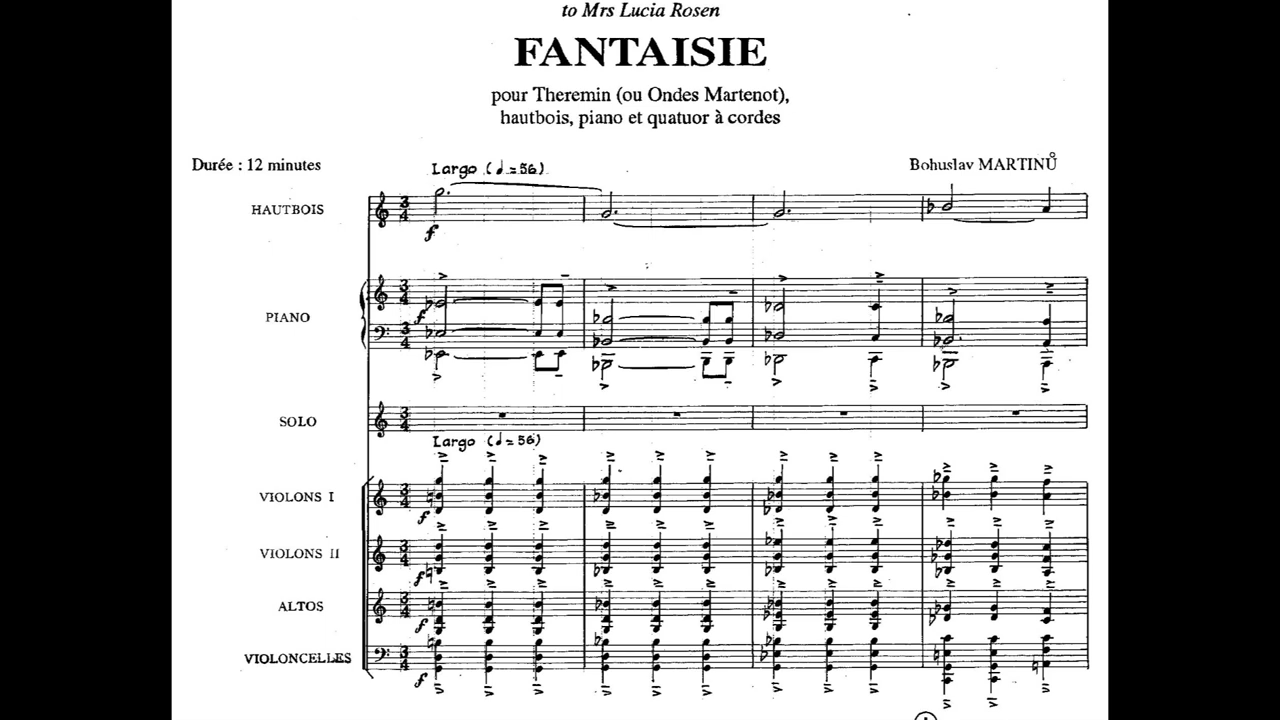 to Mrs Lucia Rosen
FANTAISIE
pour Theremin (ou Ondes Martenot),
hautbois, piano et quatuor à cordes
Durée : 12 minutes
Bohuslav MARTINŮ
Largo (𝅗𝅥 = 56)
HAUTBOIS
f
PIANO
f
SOLO
Largo (𝅗𝅥 = 56)
VIOLONS I
f
VIOLONS II
f
ALTOS
f
VIOLONCELLES
f